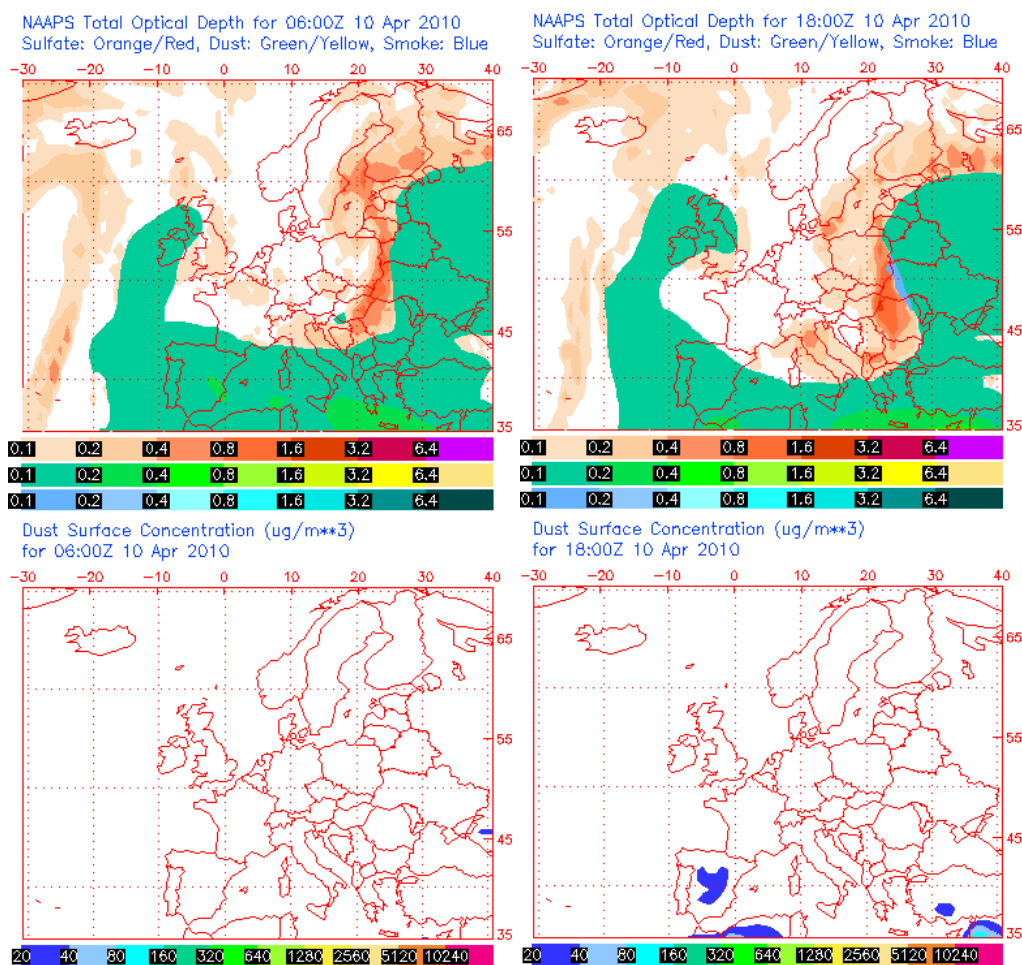 NAAPS Total Optical Depth for 06:00Z 10 Apr 2010
Sulfate: Orange/Red, Dust: Green/Yellow, Smoke: Blue
-30 -20 -10 0 10 20 30 40
65
55
45
35
0.1 0.2 0.4 0.8 1.6 3.2 6.4
0.1 0.2 0.4 0.8 1.6 3.2 6.4
0.1 0.2 0.4 0.8 1.6 3.2 6.4
NAAPS Total Optical Depth for 18:00Z 10 Apr 2010
Sulfate: Orange/Red, Dust: Green/Yellow, Smoke: Blue
-30 -20 -10 0 10 20 30 40
65
55
45
35
0.1 0.2 0.4 0.8 1.6 3.2 6.4
0.1 0.2 0.4 0.8 1.6 3.2 6.4
0.1 0.2 0.4 0.8 1.6 3.2 6.4
Dust Surface Concentration (ug/m**3)
for 06:00Z 10 Apr 2010
-30 -20 -10 0 10 20 30 40
65
55
45
35
20 40 80 160 320 640 1280 2560 5120 10240
Dust Surface Concentration (ug/m**3)
for 18:00Z 10 Apr 2010
-30 -20 -10 0 10 20 30 40
65
55
45
35
20 40 80 160 320 640 1280 2560 5120 10240